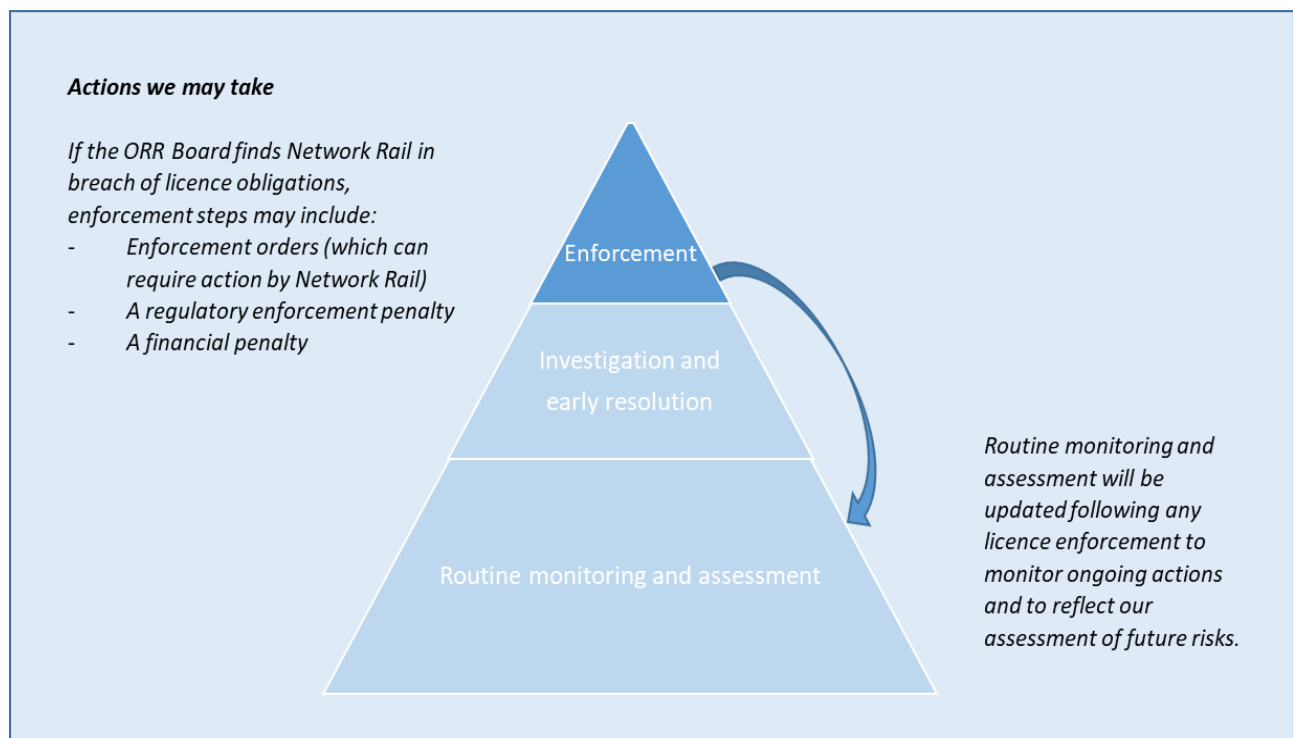 Actions we may take
If the ORR Board finds Network Rail in
breach of licence obligations,
enforcement steps may include:
- Enforcement orders (which can
require action by Network Rail)
- A regulatory enforcement penalty
- A financial penalty
Enforcement
Investigation and
early resolution
Routine monitoring and assessment
Routine monitoring and
assessment will be
updated following any
licence enforcement to
monitor ongoing actions
and to reflect our
assessment of future risks.